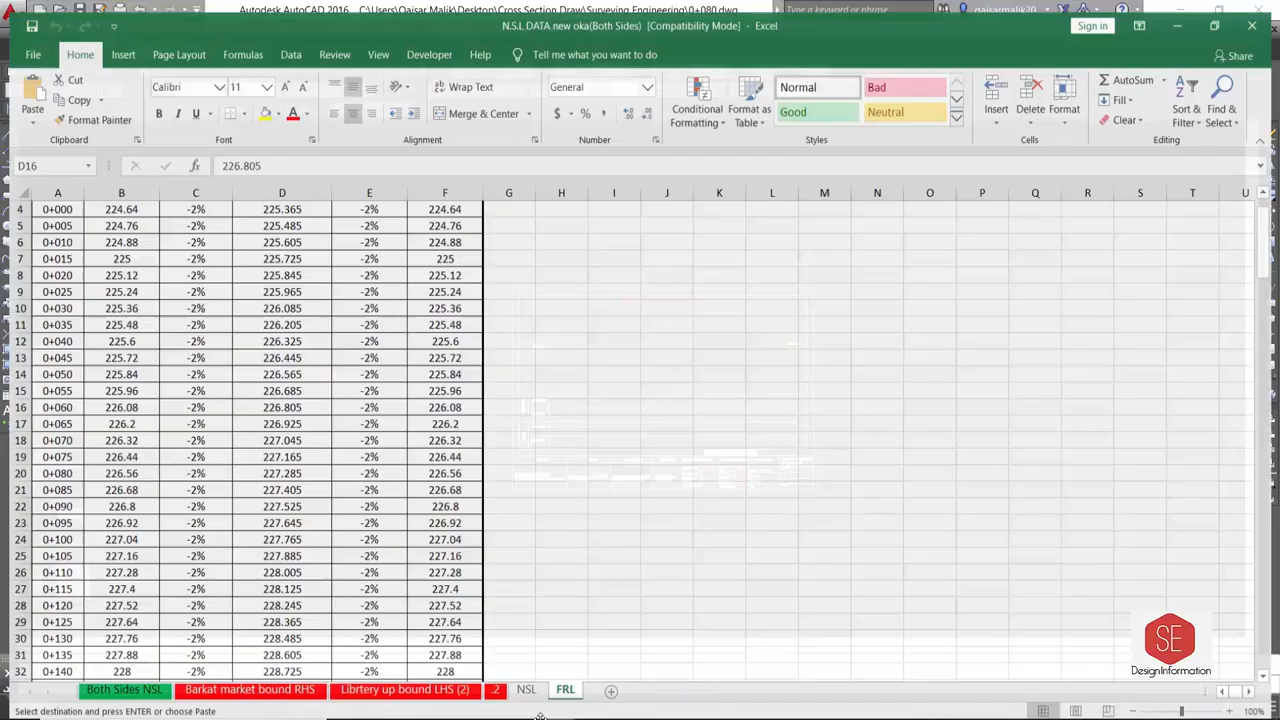 Autodesk AutoCAD 2016 C:\Users\Qaisar Malik\Desktop\Cross Section Draw\Surveying Engineering\0+080.dwg Type a keyword or phrase qaisarmalik20
N.S.L DATA new oka(Both Sides) [Compatibility Mode] - Excel Sign in
File Home Insert Page Layout Formulas Data Review View Developer Help Tell me what you want to do Share
Paste Cut Copy Format Painter Calibri 11 Wrap Text Merge & Center General Conditional Formatting Format as Table Normal Bad Good Neutral Insert Delete Format AutoSum Fill Clear Sort & Filter Find & Select
Clipboard Font Alignment Number Styles Cells Editing
D16 fx 226.805
A B C D E F G H I J K L M N O P Q R S T U
4 0+000 224.64 -2% 225.365 -2% 224.64
5 0+005 224.76 -2% 225.485 -2% 224.76
6 0+010 224.88 -2% 225.605 -2% 224.88
7 0+015 225 -2% 225.725 -2% 225
8 0+020 225.12 -2% 225.845 -2% 225.12
9 0+025 225.24 -2% 225.965 -2% 225.24
10 0+030 225.36 -2% 226.085 -2% 225.36
11 0+035 225.48 -2% 226.205 -2% 225.48
12 0+040 225.6 -2% 226.325 -2% 225.6
13 0+045 225.72 -2% 226.445 -2% 225.72
14 0+050 225.84 -2% 226.565 -2% 225.84
15 0+055 225.96 -2% 226.685 -2% 225.96
16 0+060 226.08 -2% 226.805 -2% 226.08
17 0+065 226.2 -2% 226.925 -2% 226.2
18 0+070 226.32 -2% 227.045 -2% 226.32
19 0+075 226.44 -2% 227.165 -2% 226.44
20 0+080 226.56 -2% 227.285 -2% 226.56
21 0+085 226.68 -2% 227.405 -2% 226.68
22 0+090 226.8 -2% 227.525 -2% 226.8
23 0+095 226.92 -2% 227.645 -2% 226.92
24 0+100 227.04 -2% 227.765 -2% 227.04
25 0+105 227.16 -2% 227.885 -2% 227.16
26 0+110 227.28 -2% 228.005 -2% 227.28
27 0+115 227.4 -2% 228.125 -2% 227.4
28 0+120 227.52 -2% 228.245 -2% 227.52
29 0+125 227.64 -2% 228.365 -2% 227.64
30 0+130 227.76 -2% 228.485 -2% 227.76
31 0+135 227.88 -2% 228.605 -2% 227.88
32 0+140 228 -2% 228.725 -2% 228
SE
DesignInformation
Both Sides NSL Barkat market bound RHS Librtery up bound LHS (2) .2 NSL FRL
Select destination and press ENTER or choose Paste 100%